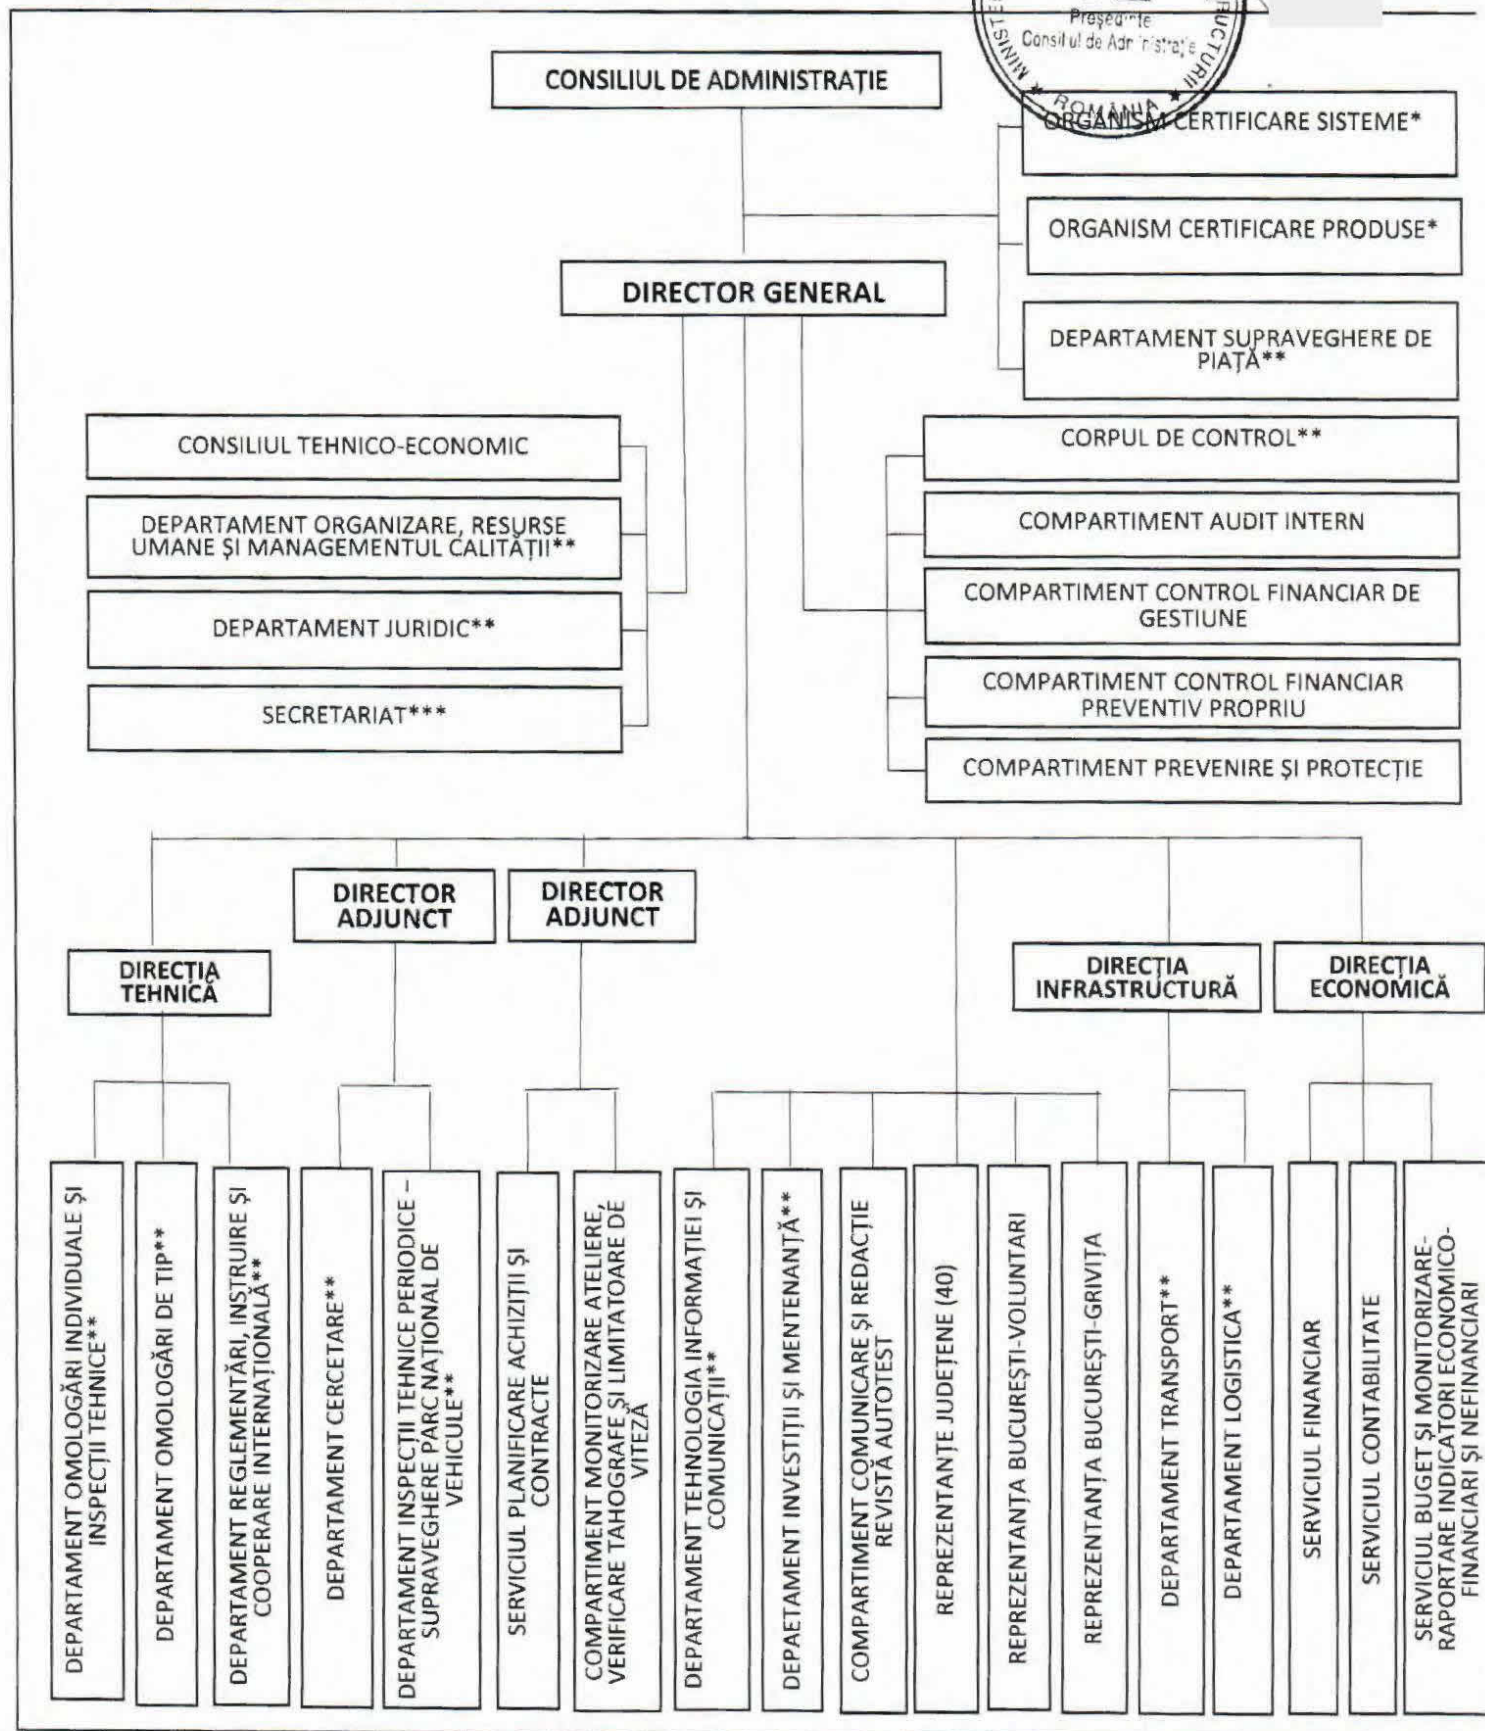 Președinte
MINISTE
RUCTURII
ROMÂNIA
CONSILIUL DE ADMINISTRAȚIE
ORGANISM CERTIFICARE SISTEME*
ORGANISM CERTIFICARE PRODUSE*
DIRECTOR GENERAL
DEPARTAMENT SUPRAVEGHERE DE
PIAȚĂ**
CONSILIUL TEHNICO-ECONOMIC
DEPARTAMENT ORGANIZARE, RESURSE
UMANE ȘI MANAGEMENTUL CALITĂȚII**
DEPARTAMENT JURIDIC**
SECRETARIAT***
CORPUL DE CONTROL**
COMPARTIMENT AUDIT INTERN
COMPARTIMENT CONTROL FINANCIAR DE
GESTIUNE
COMPARTIMENT CONTROL FINANCIAR
PREVENTIV PROPRIU
COMPARTIMENT PREVENIRE ȘI PROTECȚIE
DIRECTOR
ADJUNCT
DIRECTOR
ADJUNCT
DIRECȚIA
TEHNICĂ
DIRECȚIA
INFRASTRUCTURĂ
DIRECȚIA
ECONOMICĂ
DEPARTAMENT OMOLOGĂRI INDIVIDUALE ȘI
INSPECȚII TEHNICE**
DEPARTAMENT OMOLOGĂRI DE TIP**
DEPARTAMENT REGLEMENTĂRI, INSTRUIRE ȘI
COOPERARE INTERNAȚIONALĂ**
DEPARTAMENT CERCETARE**
DEPARTAMENT INSPECȚII TEHNICE PERIODICE –
SUPRAVEGHERE PARC NAȚIONAL DE
VEHICULE**
SERVICIUL PLANIFICARE ACHIZIȚII ȘI
CONTRACTE
COMPARTIMENT MONITORIZARE ATELIERE,
VERIFICARE TAHOGRAFE ȘI LIMITATOARE DE
VITEZĂ
DEPARTAMENT TEHNOLOGIA INFORMAȚIEI ȘI
COMUNICAȚII**
DEPAETAMENT INVESTIȚII ȘI MENTENANȚĂ**
COMPARTIMENT COMUNICARE ȘI REDACȚIE
REVISTĂ AUTOTEST
REPREZENTANȚE JUDEȚENE (40)
REPREZENTANȚA BUCUREȘTI-VOLUNTARI
REPREZENTANȚA BUCUREȘTI-GRIVIȚA
DEPARTAMENT TRANSPORT**
DEPARTAMENT LOGISTICA**
SERVICIUL FINANCIAR
SERVICIUL CONTABILITATE
SERVICIUL BUGET ȘI MONITORIZARE-
RAPORTARE INDICATORI ECONOMICO-
FINANCIARI ȘI NEFINANCIARI